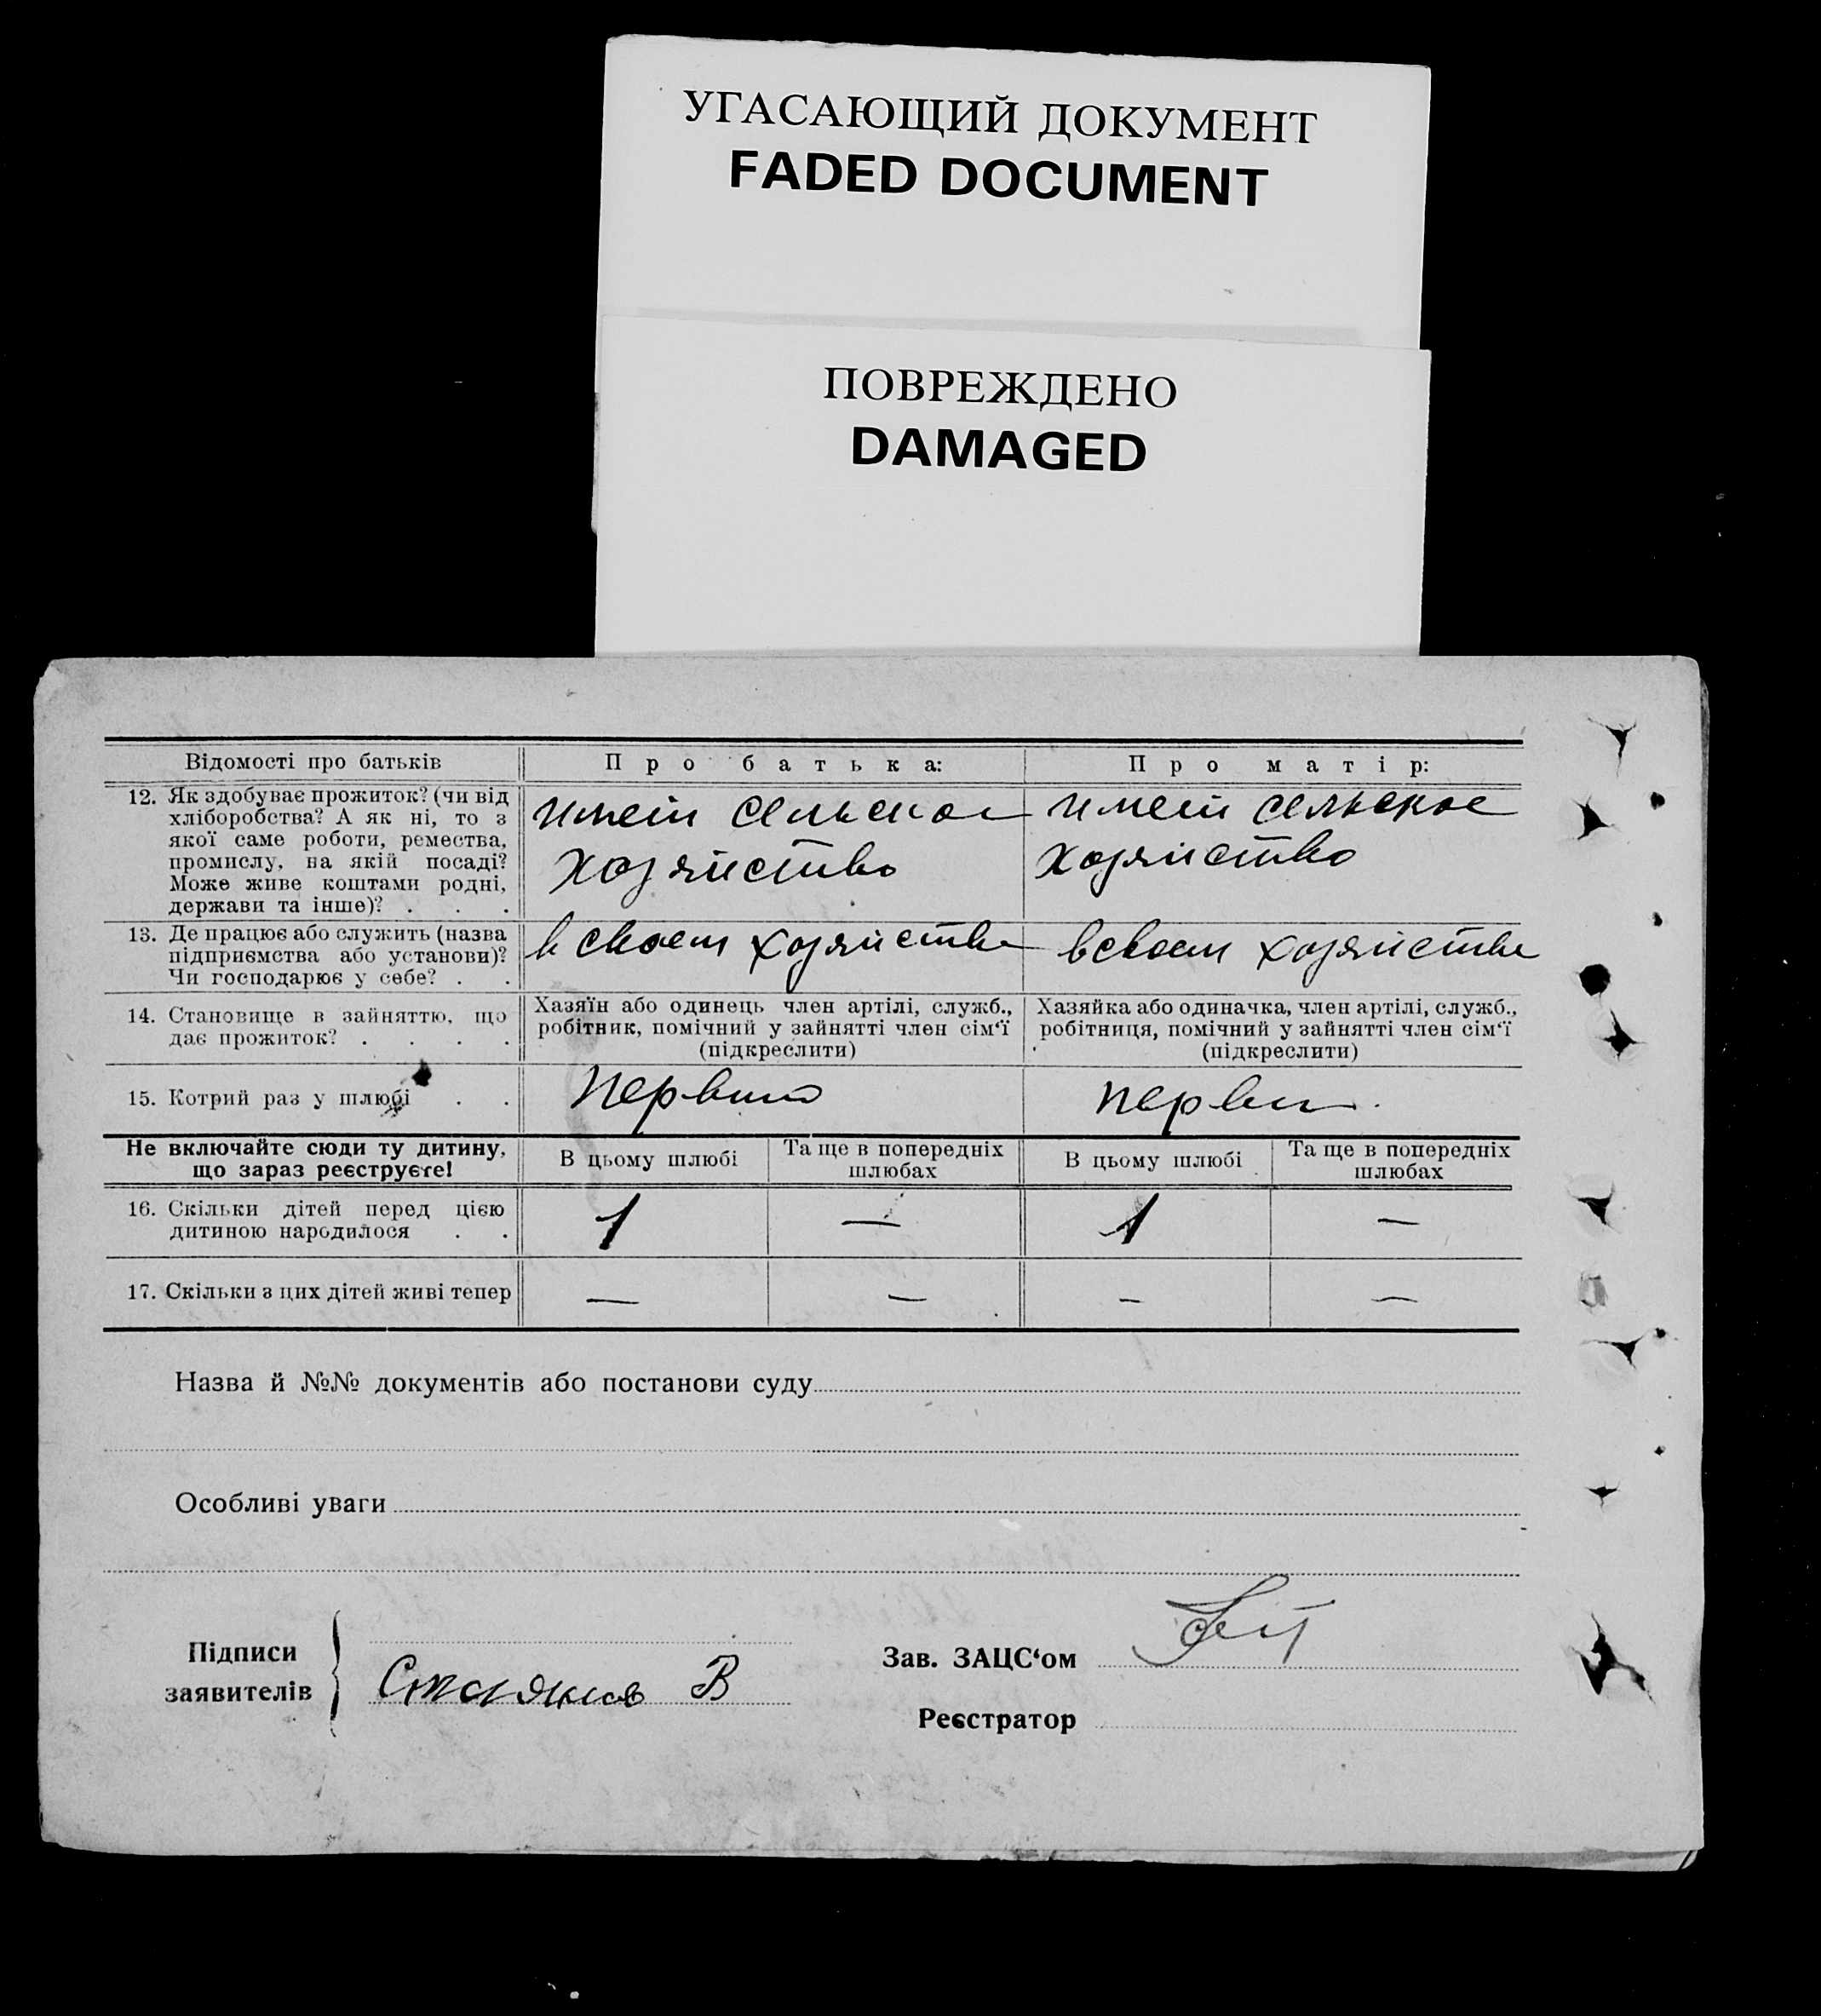 УГАСАЮЩИЙ ДОКУМЕНТ
FADED DOCUMENT
ПОВРЕЖДЕНО
DAMAGED
Відомості про батьків
Про батька:
Про матір:
12. Як здобуває прожиток? (чи від
хліборобства? А як ні, то з
якої саме роботи, ремества,
промислу, на якій посаді?
Може живе коштами родні,
держави та інше)? . . .
имеет сельское
хозяйство
имеет сельское
хозяйство
13. Де працює або служить (назва
підприємства або установи)?
Чи господарює у себе? . .
в своем хозяйстве
в своем хозяйстве
14. Становище в зайняттю, що
дає прожиток? . . . .
Хазяїн або одинець член артілі, служб.,
робітник, помічний у зайнятті член сім'ї
(підкреслити)
Хазяйка або одиначка, член артілі, служб.,
робітниця, помічний у зайнятті член сім'ї
(підкреслити)
15. Котрий раз у шлюбі . .
Не включайте сюди ту дитину,
що зараз реєструєте!
В цьому шлюбі
Та ще в попередніх
шлюбах
В цьому шлюбі
Та ще в попередніх
шлюбах
16. Скільки дітей перед цією
дитиною народилося . .
1
—
1
—
17. Скільки з цих дітей живі тепер
—
—
—
—
Назва й №№ документів або постанови суду
Особливі уваги
Підписи
заявителів
В
Зав. ЗАЦС'ом
Реєстратор